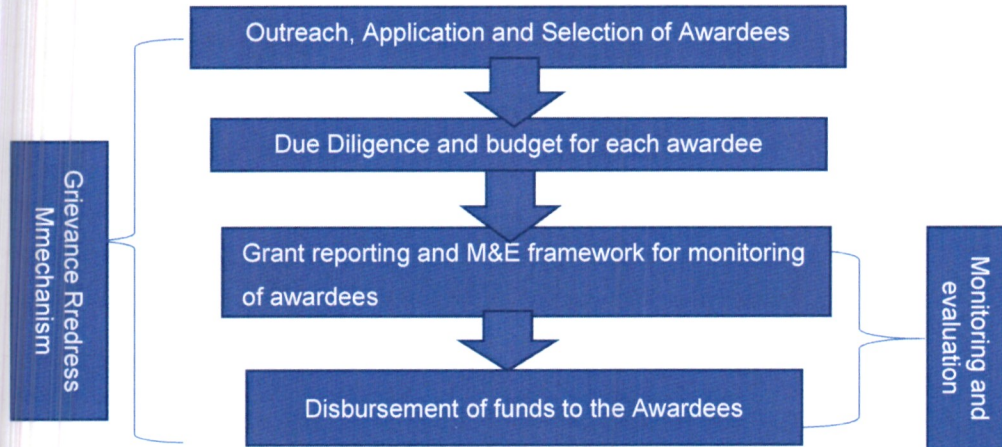 Outreach, Application and Selection of Awardees
Due Diligence and budget for each awardee
Grievance Rredress
Mmechanism
Grant reporting and M&E framework for monitoring
of awardees
Monitoring and
evaluation
Disbursement of funds to the Awardees